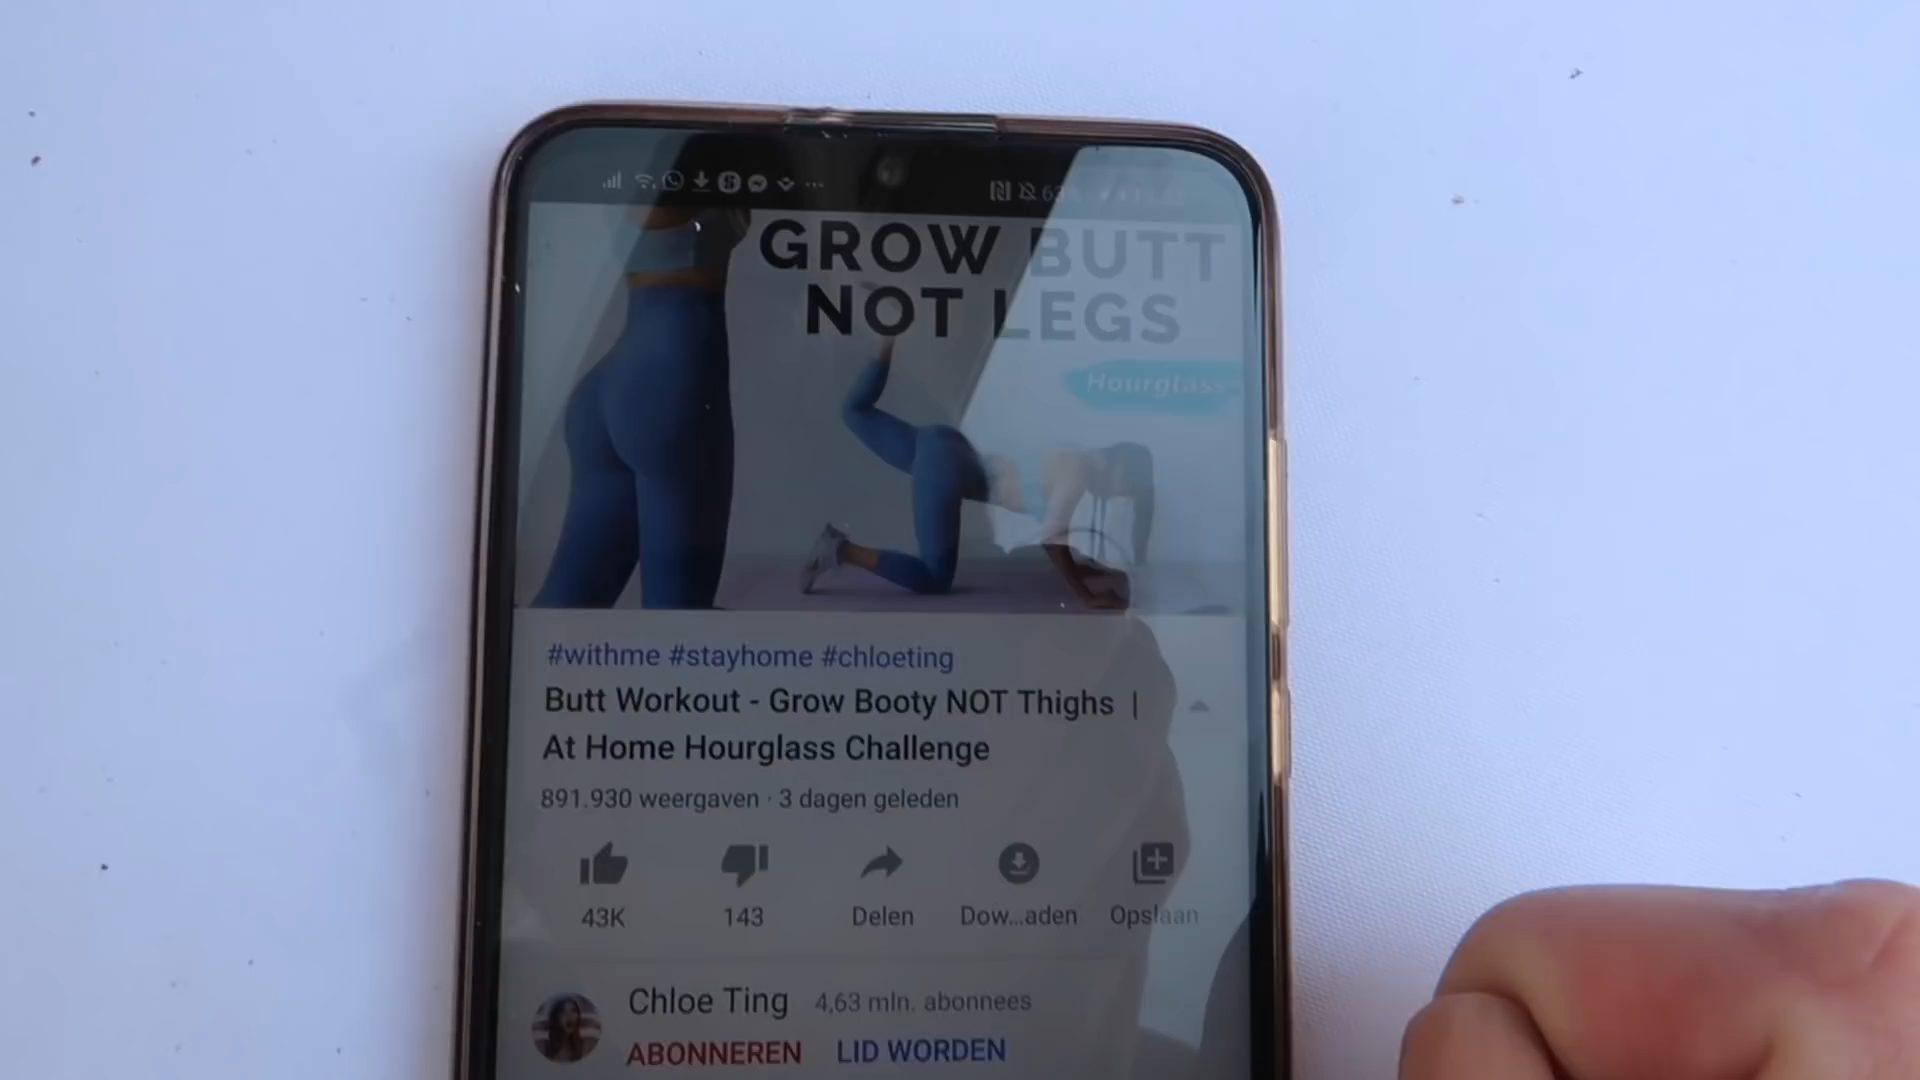 GROW BUTT
NOT LEGS
Hourglass
#withme #stayhome #chloeting
Butt Workout - Grow Booty NOT Thighs |
At Home Hourglass Challenge
891.930 weergaven · 3 dagen geleden
43K 143 Delen Dow...aden Opslaan
Chloe Ting 4,63 mln. abonnees
ABONNEREN LID WORDEN